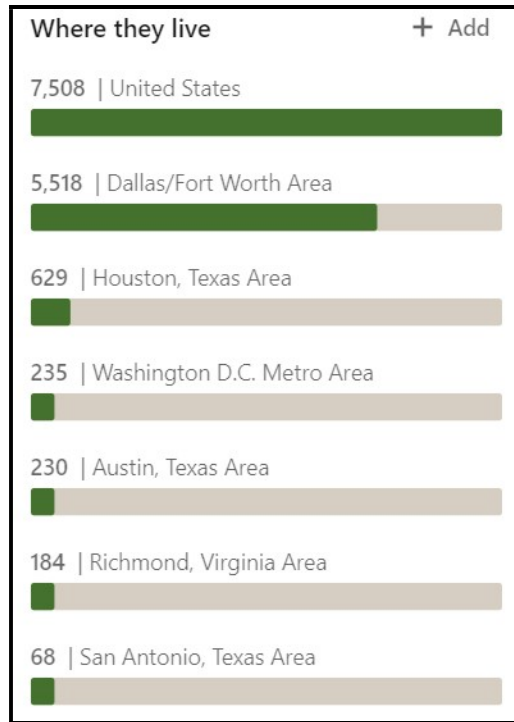 Where they live + Add
7,508 | United States
5,518 | Dallas/Fort Worth Area
629 | Houston, Texas Area
235 | Washington D.C. Metro Area
230 | Austin, Texas Area
184 | Richmond, Virginia Area
68 | San Antonio, Texas Area